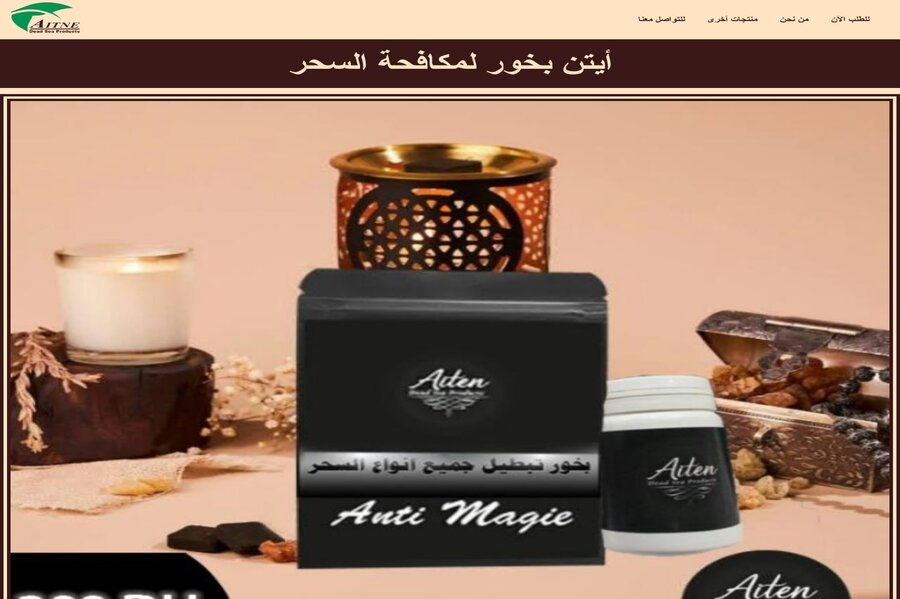 AITNE
Dead Sea Products
للطلب الآن
من نحن
منتجات أخرى
للتواصل معنا
أيتن بخور لمكافحة السحر
Aiten
Dead Sea Products
بخور تبطيل جميع انواع السحر
Anti Magie
Aiten
Dead Sea Products
Aiten